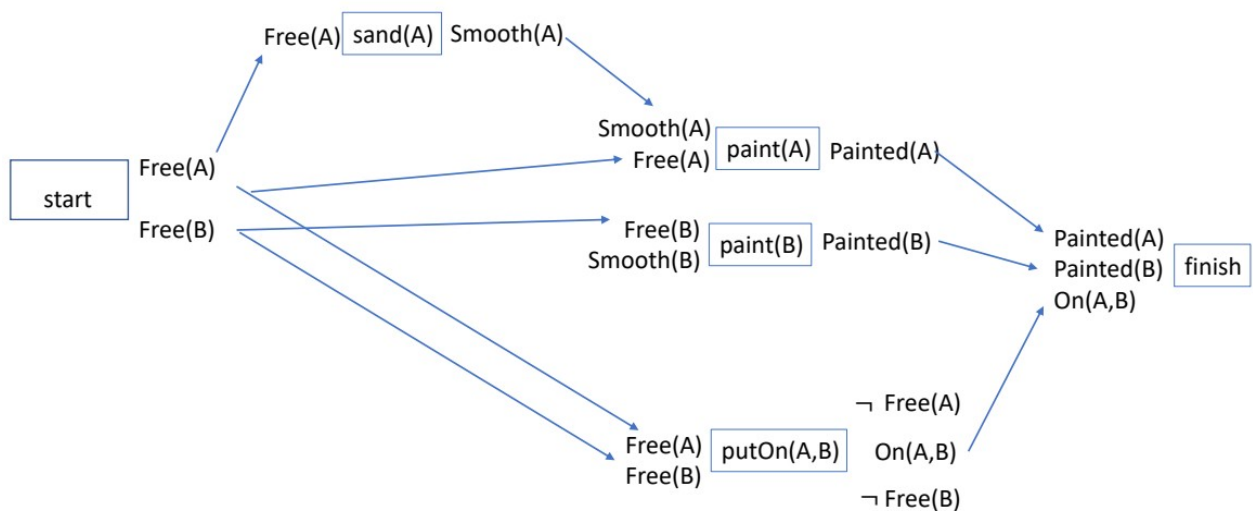 Free(A) sand(A) Smooth(A)
start
Free(A)
Free(B)
Smooth(A)
Free(A)
paint(A) Painted(A)
Free(B)
Smooth(B)
paint(B) Painted(B)
Painted(A)
Painted(B)
On(A,B)
finish
Free(A)
Free(B)
putOn(A,B)
¬ Free(A)
On(A,B)
¬ Free(B)